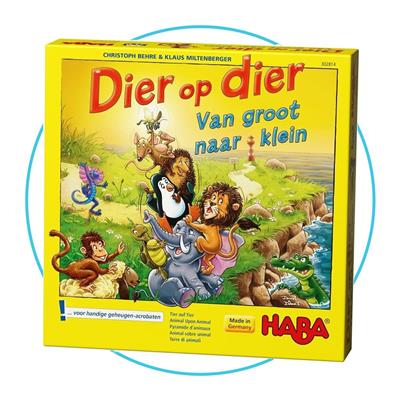 CHRISTOPH BEHRE & KLAUS MILTENBERGER
302814
Dier op dier
Van groot
naar klein
! ... voor handige geheugen-acrobaten
Tier auf Tier
Animal Upon Animal
Pyramide d'animaux
Animal sobre animal
Torre di animali
Made in
Germany
HABA